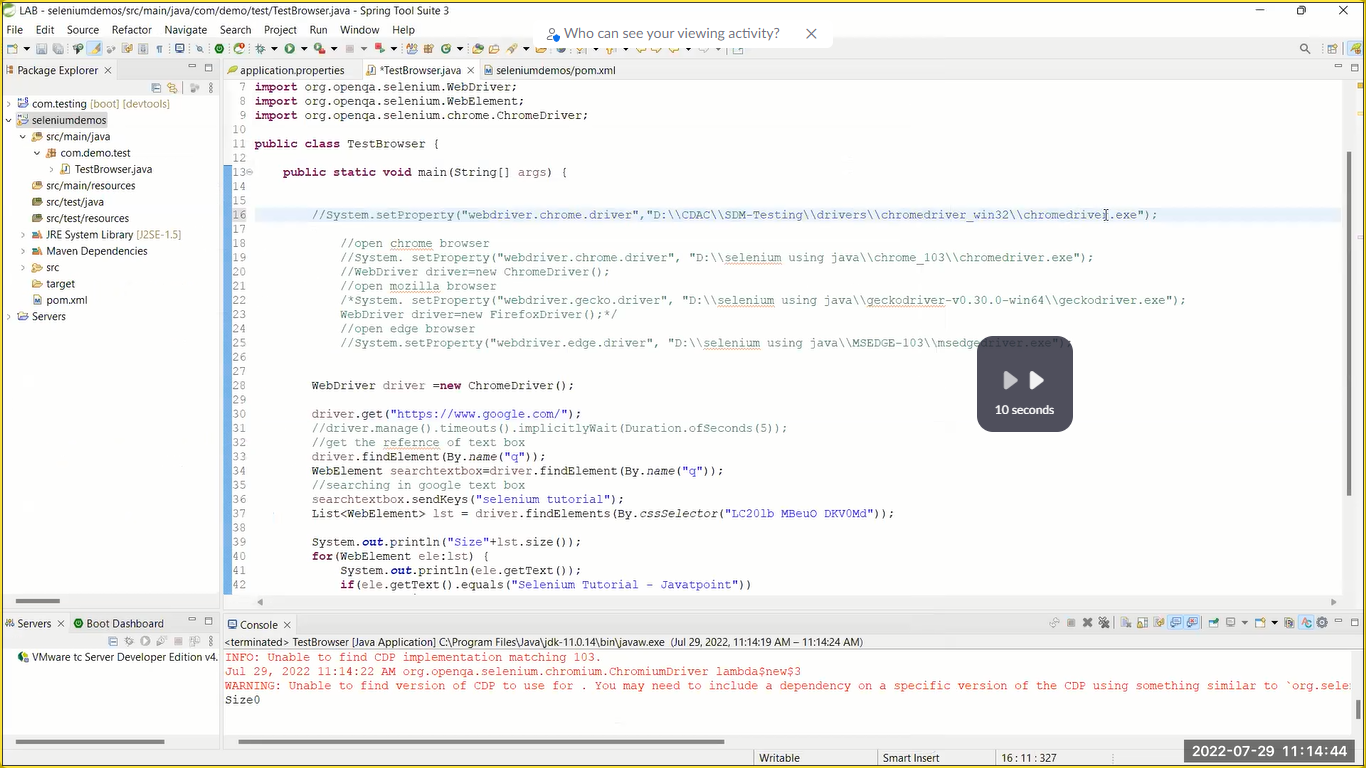 LAB - seleniumdemos/src/main/java/com/demo/test/TestBrowser.java - Spring Tool Suite 3
File Edit Source Refactor Navigate Search Project Run Window Help
Who can see your viewing activity?
Package Explorer
application.properties
*TestBrowser.java
seleniumdemos/pom.xml
com.testing [boot] [devtools]
seleniumdemos
src/main/java
com.demo.test
TestBrowser.java
src/main/resources
src/test/java
src/test/resources
JRE System Library [J2SE-1.5]
Maven Dependencies
src
target
pom.xml
Servers
7 import org.openqa.selenium.WebDriver;
8 import org.openqa.selenium.WebElement;
9 import org.openqa.selenium.chrome.ChromeDriver;
10
11 public class TestBrowser {
12
13 public static void main(String[] args) {
14
15
16 //System.setProperty("webdriver.chrome.driver","D:\\CDAC\\SDM-Testing\\drivers\\chromedriver_win32\\chromedriver.exe");
17
18 //open chrome browser
19 //System. setProperty("webdriver.chrome.driver", "D:\\selenium using java\\chrome_103\\chromedriver.exe");
20 //WebDriver driver=new ChromeDriver();
21 //open mozilla browser
22 /*System. setProperty("webdriver.gecko.driver", "D:\\selenium using java\\geckodriver-v0.30.0-win64\\geckodriver.exe");
23 WebDriver driver=new FirefoxDriver();*/
24 //open edge browser
25 //System.setProperty("webdriver.edge.driver", "D:\\selenium using java\\MSEDGE-103\\msedgedriver.exe");
26
28 WebDriver driver =new ChromeDriver();
29
30 driver.get("https://www.google.com/");
31 //driver.manage().timeouts().implicitlyWait(Duration.ofSeconds(5));
32 //get the refernce of text box
33 driver.findElement(By.name("q"));
34 WebElement searchtextbox=driver.findElement(By.name("q"));
35 //searching in google text box
36 searchtextbox.sendKeys("selenium tutorial");
37 List<WebElement> lst = driver.findElements(By.cssSelector("LC20lb MBeuO DKV0Md"));
38
39 System.out.println("Size"+lst.size());
40 for(WebElement ele:lst) {
41 System.out.println(ele.getText());
42 if(ele.getText().equals("Selenium Tutorial - Javatpoint"))
10 seconds
Servers
Boot Dashboard
VMware tc Server Developer Edition v4.
Console
<terminated> TestBrowser [Java Application] C:\Program Files\Java\jdk-11.0.14\bin\javaw.exe (Jul 29, 2022, 11:14:19 AM – 11:14:24 AM)
INFO: Unable to find CDP implementation matching 103.
Jul 29, 2022 11:14:22 AM org.openqa.selenium.chromium.ChromiumDriver lambda$new$3
WARNING: Unable to find version of CDP to use for . You may need to include a dependency on a specific version of the CDP using something similar to `org.sele
Size0
Writable
Smart Insert
16 : 11 : 327
2022-07-29 11:14:44